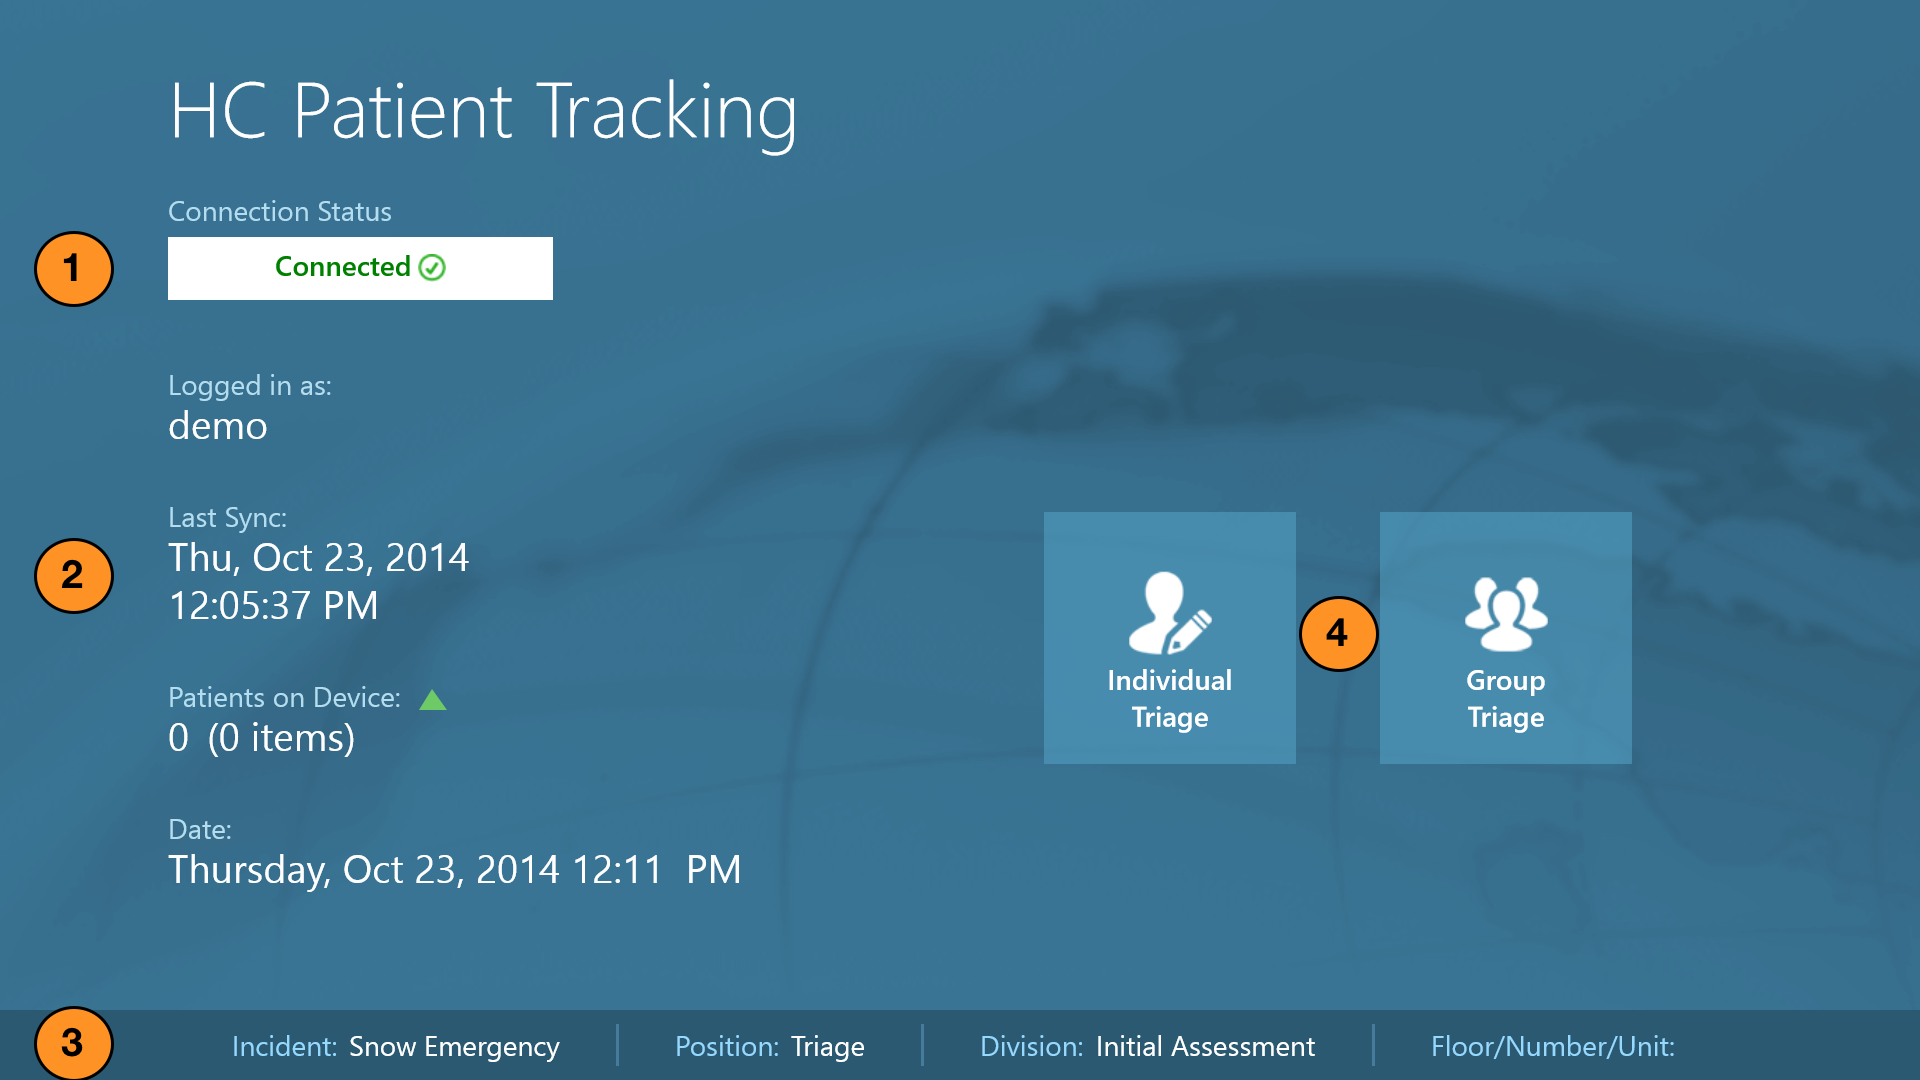 HC Patient Tracking
Connection Status
1
Connected
Logged in as:
demo
Last Sync:
Thu, Oct 23, 2014
2
12:05:37 PM
Patients on Device:
0 (0 items)
Date:
Thursday, Oct 23, 2014 12:11 PM
Individual
Triage
4
Group
Triage
3
Incident: Snow Emergency
Position: Triage
Division: Initial Assessment
Floor/Number/Unit: